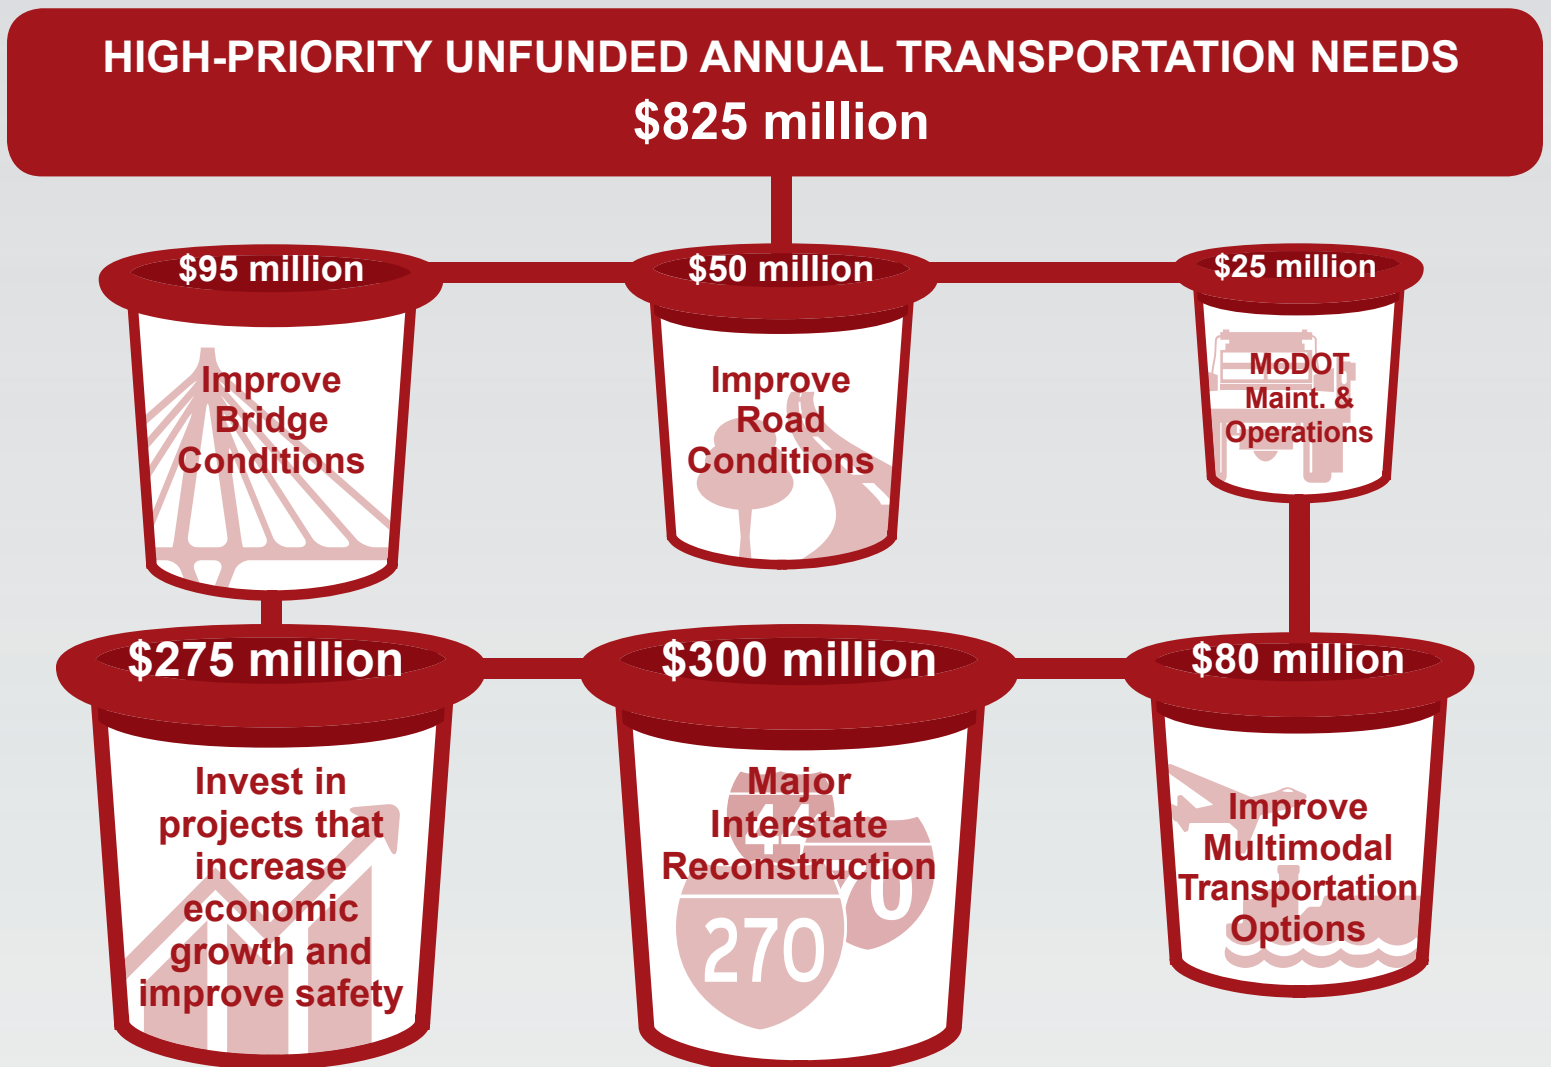 HIGH-PRIORITY UNFUNDED ANNUAL TRANSPORTATION NEEDS
$825 million
$95 million
Improve
Bridge
Conditions
$50 million
Improve
Road
Conditions
$25 million
MoDOT
Maint. &
Operations
$275 million
Invest in
projects that
increase
economic
growth and
improve safety
$300 million
Major
Interstate
Reconstruction
44
0
270
$80 million
Improve
Multimodal
Transportation
Options